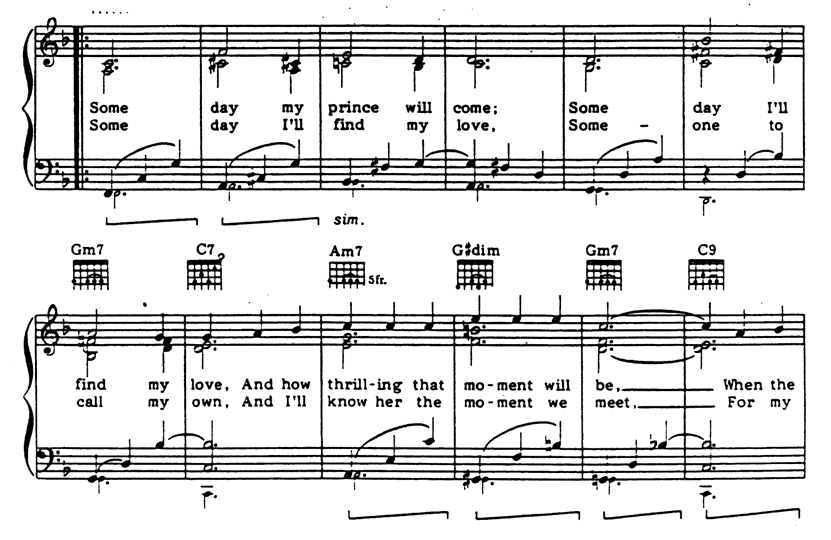 Some day my prince will come; Some day I'll
Some day I'll find my love, Some - one to
sim.
Gm7 C7 Am7 G♯dim Gm7 C9
5fr.
find my love, And how thrill-ing that mo-ment will be, When the
call my own, And I'll know her the mo-ment we meet, For my